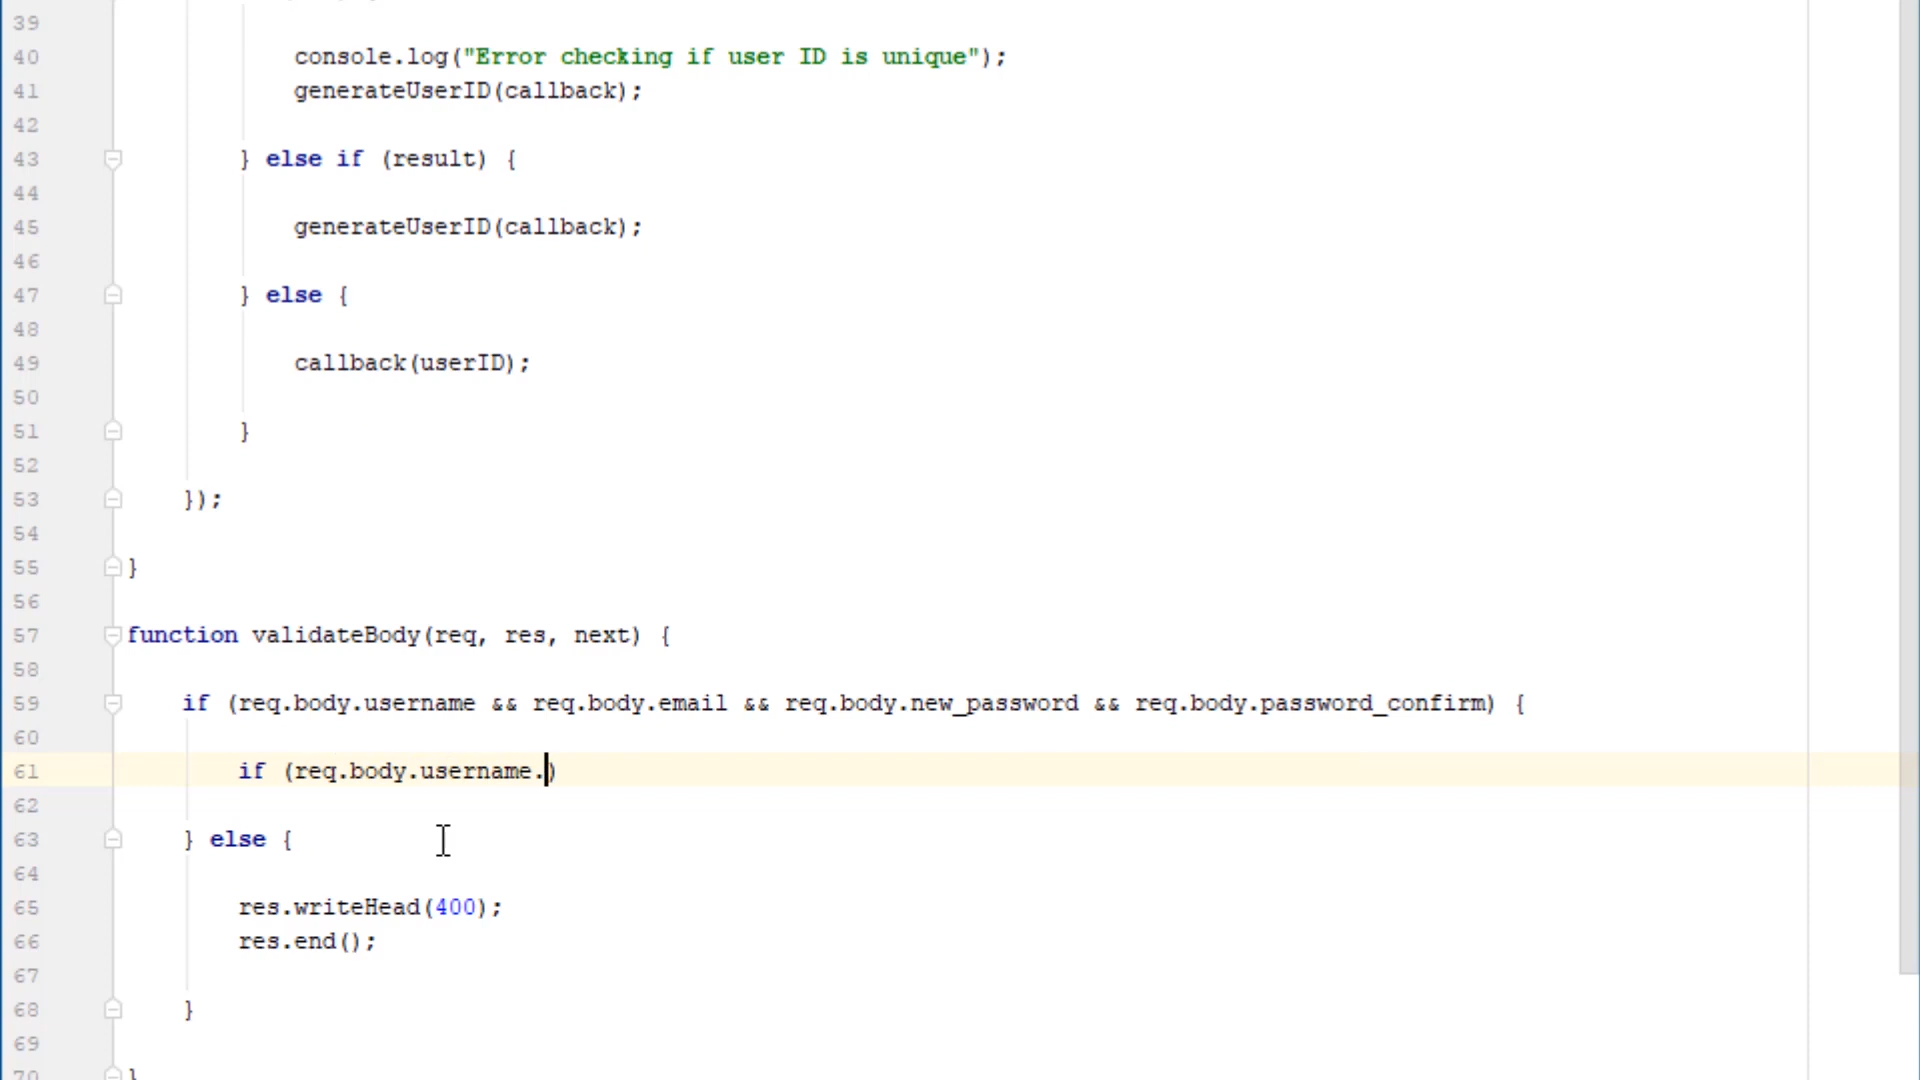 39
40 console.log("Error checking if user ID is unique");
41 generateUserID(callback);
42
43 } else if (result) {
44
45 generateUserID(callback);
46
47 } else {
48
49 callback(userID);
50
51 }
52
53 });
54
55 }
56
57 function validateBody(req, res, next) {
58
59 if (req.body.username && req.body.email && req.body.new_password && req.body.password_confirm) {
60
61 if (req.body.username.)
62
63 } else {
64
65 res.writeHead(400);
66 res.end();
67
68 }
69
70 }